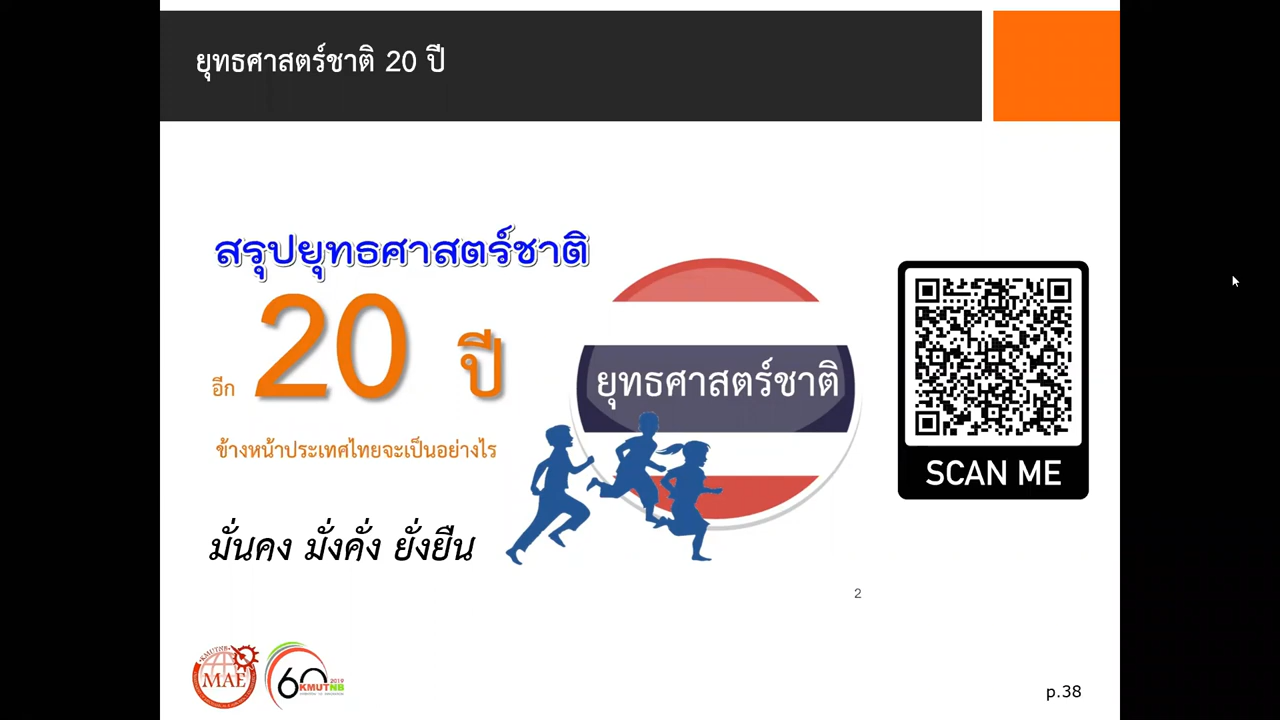 ยุทธศาสตร์ชาติ 20 ปี
สรุปยุทธศาสตร์ชาติ
อีก 20 ปี
ข้างหน้าประเทศไทยจะเป็นอย่างไร
มั่นคง มั่งคั่ง ยั่งยืน
ยุทธศาสตร์ชาติ
SCAN ME
2
KMUTNB
MAE
60
2019
KMUTNB
p.38